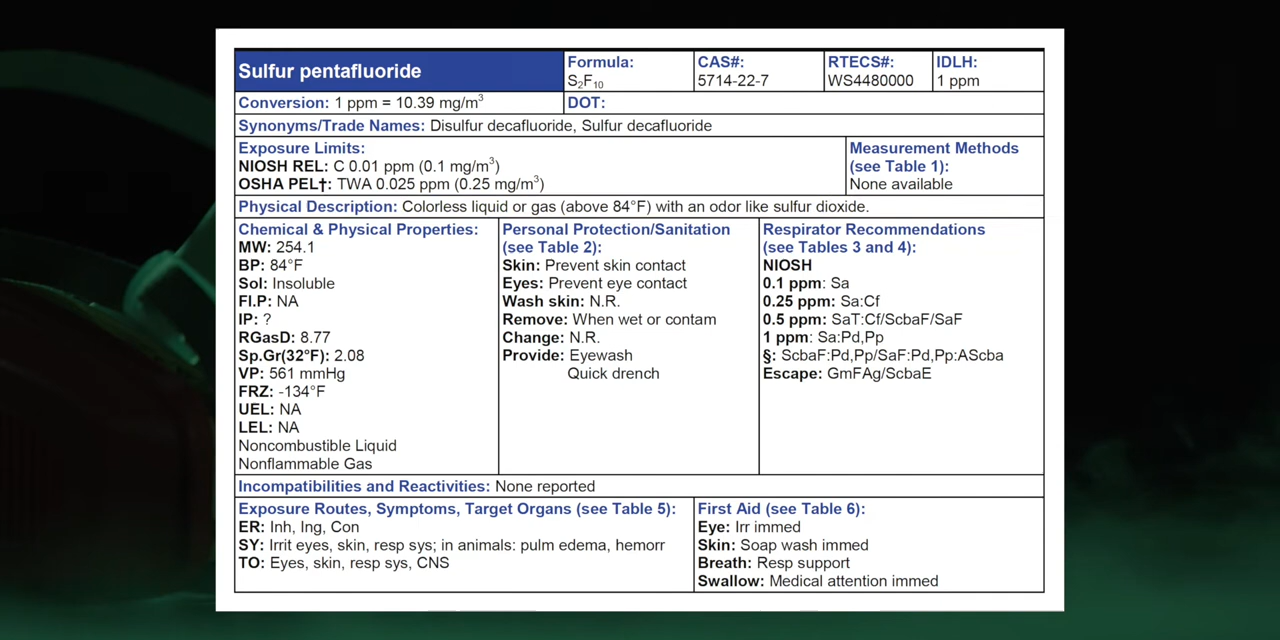 Sulfur pentafluoride
Formula:
S₂F₁₀
CAS#:
5714-22-7
RTECS#:
WS4480000
IDLH:
1 ppm
Conversion: 1 ppm = 10.39 mg/m³
DOT:
Synonyms/Trade Names: Disulfur decafluoride, Sulfur decafluoride
Exposure Limits:
NIOSH REL: C 0.01 ppm (0.1 mg/m³)
OSHA PEL†: TWA 0.025 ppm (0.25 mg/m³)
Measurement Methods
(see Table 1):
None available
Physical Description: Colorless liquid or gas (above 84°F) with an odor like sulfur dioxide.
Chemical & Physical Properties:
MW: 254.1
BP: 84°F
Sol: Insoluble
Fl.P: NA
IP: ?
RGasD: 8.77
Sp.Gr(32°F): 2.08
VP: 561 mmHg
FRZ: -134°F
UEL: NA
LEL: NA
Noncombustible Liquid
Nonflammable Gas
Personal Protection/Sanitation
(see Table 2):
Skin: Prevent skin contact
Eyes: Prevent eye contact
Wash skin: N.R.
Remove: When wet or contam
Change: N.R.
Provide: Eyewash
Quick drench
Respirator Recommendations
(see Tables 3 and 4):
NIOSH
0.1 ppm: Sa
0.25 ppm: Sa:Cf
0.5 ppm: SaT:Cf/ScbaF/SaF
1 ppm: Sa:Pd,Pp
§: ScbaF:Pd,Pp/SaF:Pd,Pp:AScba
Escape: GmFAg/ScbaE
Incompatibilities and Reactivities: None reported
Exposure Routes, Symptoms, Target Organs (see Table 5):
ER: Inh, Ing, Con
SY: Irrit eyes, skin, resp sys; in animals: pulm edema, hemorr
TO: Eyes, skin, resp sys, CNS
First Aid (see Table 6):
Eye: Irr immed
Skin: Soap wash immed
Breath: Resp support
Swallow: Medical attention immed